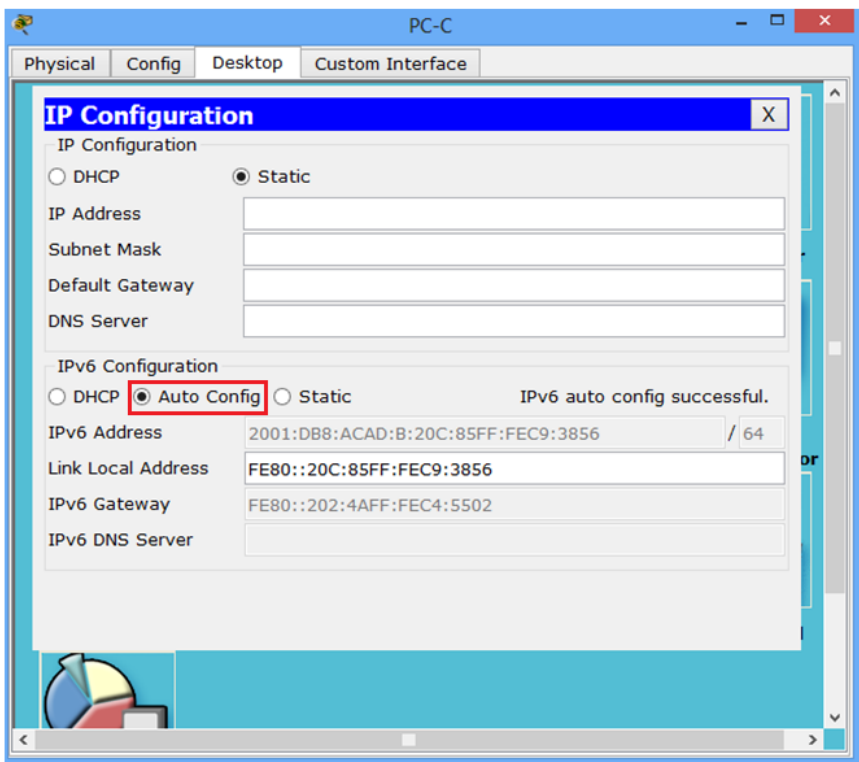 PC-C
Physical Config Desktop Custom Interface
IP Configuration X
IP Configuration
DHCP Static
IP Address
Subnet Mask
Default Gateway
DNS Server
IPv6 Configuration
DHCP Auto Config Static IPv6 auto config successful.
IPv6 Address 2001:DB8:ACAD:B:20C:85FF:FEC9:3856 / 64
Link Local Address FE80::20C:85FF:FEC9:3856
IPv6 Gateway FE80::202:4AFF:FEC4:5502
IPv6 DNS Server
or